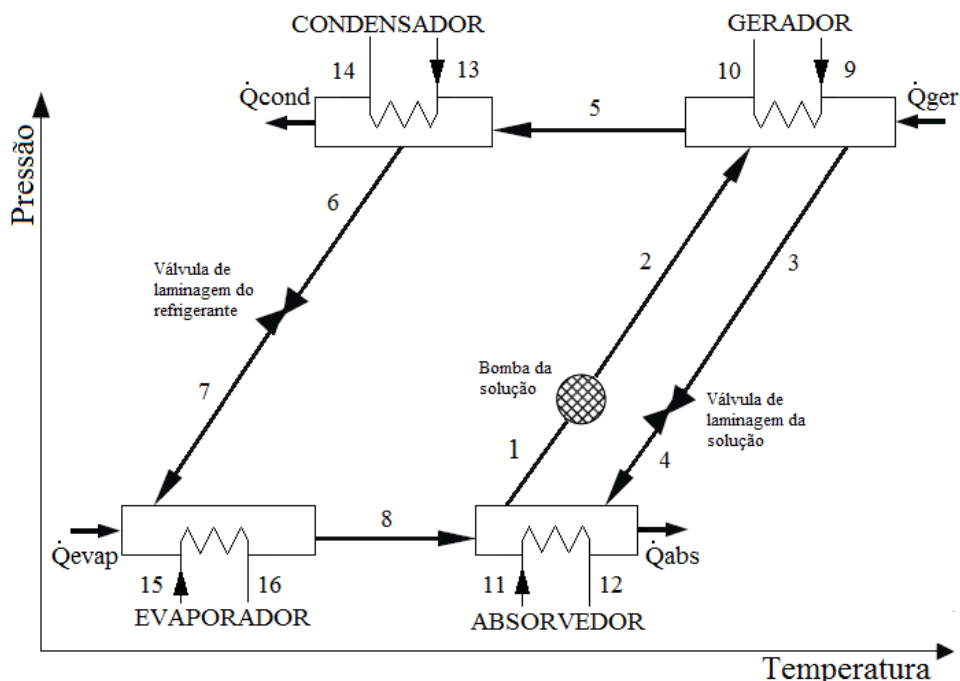 CONDENSADOR
GERADOR
14
13
10
9
Q̇cond
Q̇ger
5
Pressão
6
2
3
Válvula de
laminagem do
refrigerante
7
Bomba da
solução
Válvula de
laminagem da
solução
1
4
8
Q̇evap
Q̇abs
15
16
11
12
EVAPORADOR
ABSORVEDOR
Temperatura